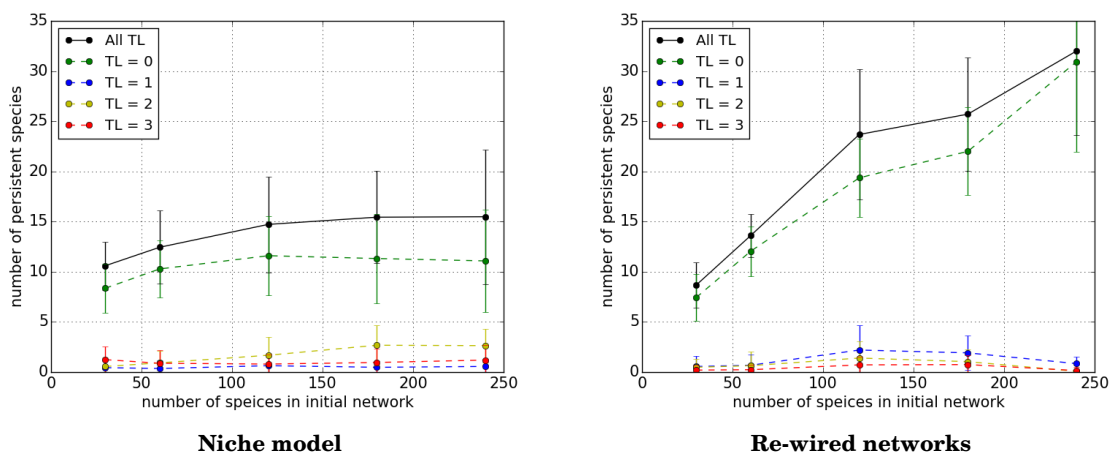 35
30
25
20
15
10
5
0
number of persistent species
All TL
TL = 0
TL = 1
TL = 2
TL = 3
0 50 100 150 200 250
number of speices in initial network
Niche model
35
30
25
20
15
10
5
0
number of persistent species
All TL
TL = 0
TL = 1
TL = 2
TL = 3
0 50 100 150 200 250
number of speices in initial network
Re-wired networks